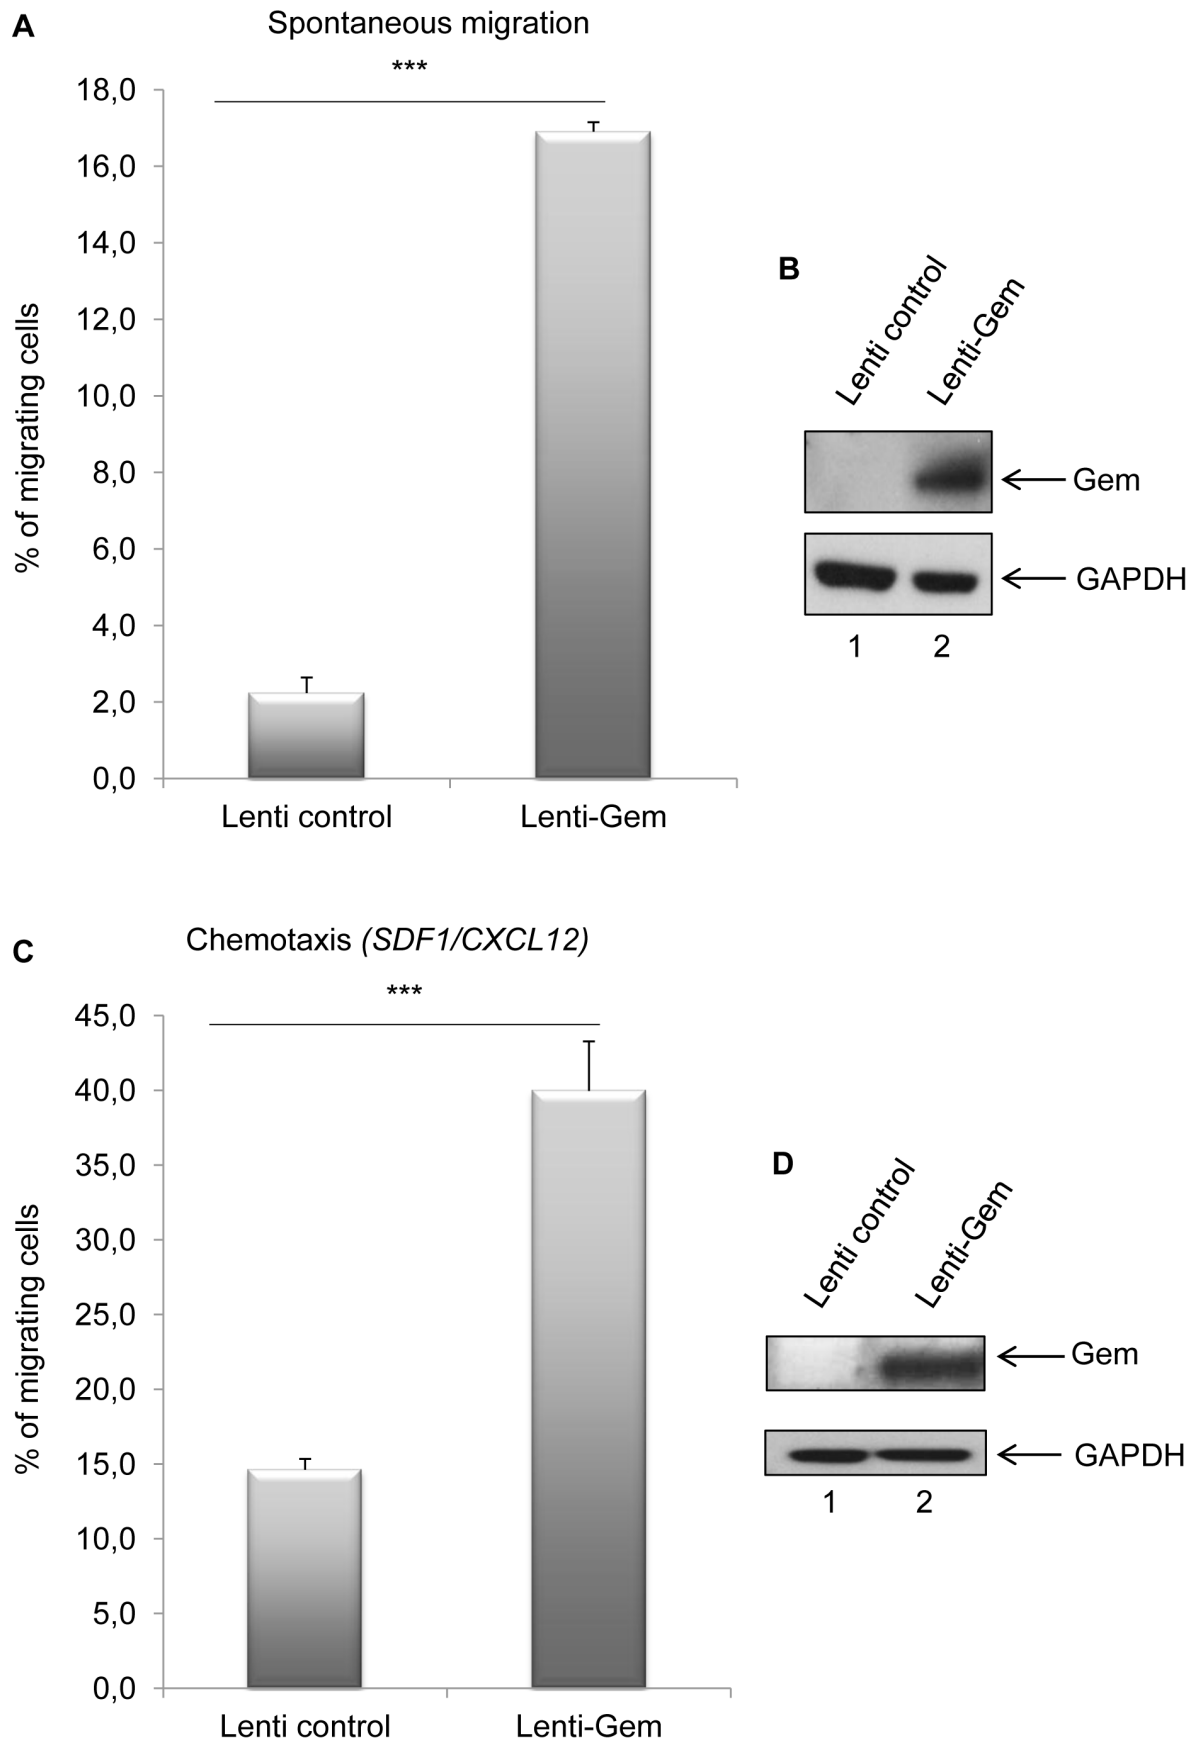 A
Spontaneous migration
***
% of migrating cells
18,0
16,0
14,0
12,0
10,0
8,0
6,0
4,0
2,0
0,0
Lenti control
Lenti-Gem
B
Lenti control
Lenti-Gem
Gem
GAPDH
1 2
C
Chemotaxis (SDF1/CXCL12)
***
% of migrating cells
45,0
40,0
35,0
30,0
25,0
20,0
15,0
10,0
5,0
0,0
Lenti control
Lenti-Gem
D
Lenti control
Lenti-Gem
Gem
GAPDH
1 2